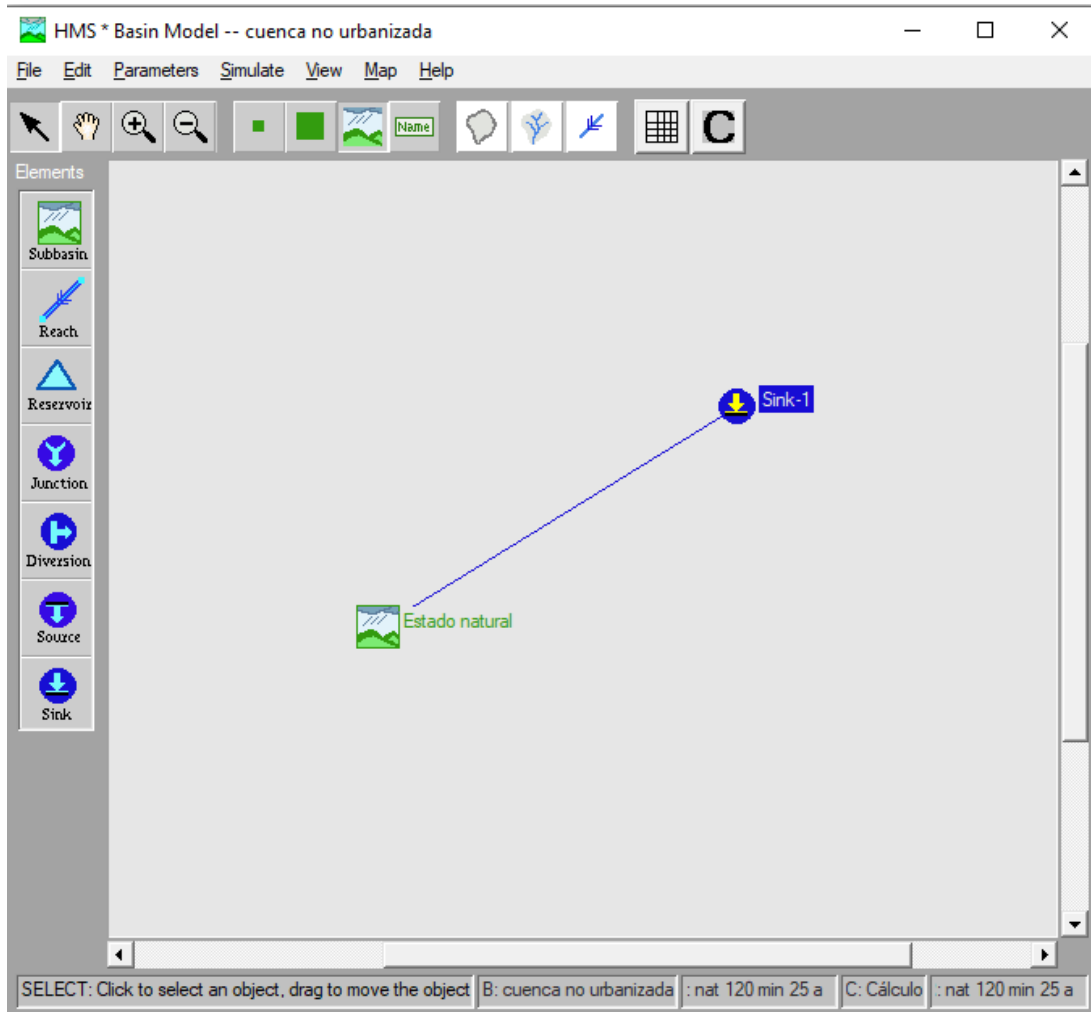 HMS * Basin Model -- cuenca no urbanizada
File Edit Parameters Simulate View Map Help
Name
C
Elements
Subbasin
Reach
Reservoir
Junction
Diversion
Source
Sink
Sink-1
Estado natural
SELECT: Click to select an object, drag to move the object B: cuenca no urbanizada : nat 120 min 25 a C: Cálculo : nat 120 min 25 a